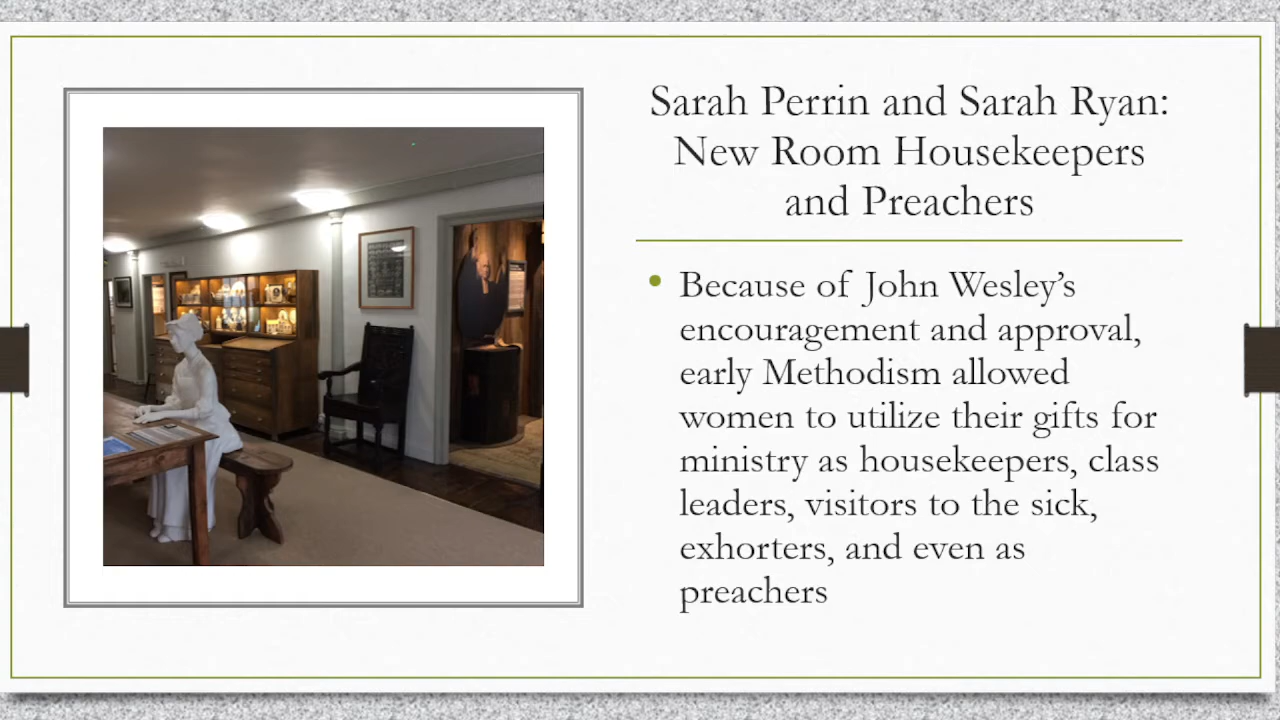 Sarah Perrin and Sarah Ryan:
New Room Housekeepers
and Preachers
• Because of John Wesley’s
encouragement and approval,
early Methodism allowed
women to utilize their gifts for
ministry as housekeepers, class
leaders, visitors to the sick,
exhorters, and even as
preachers